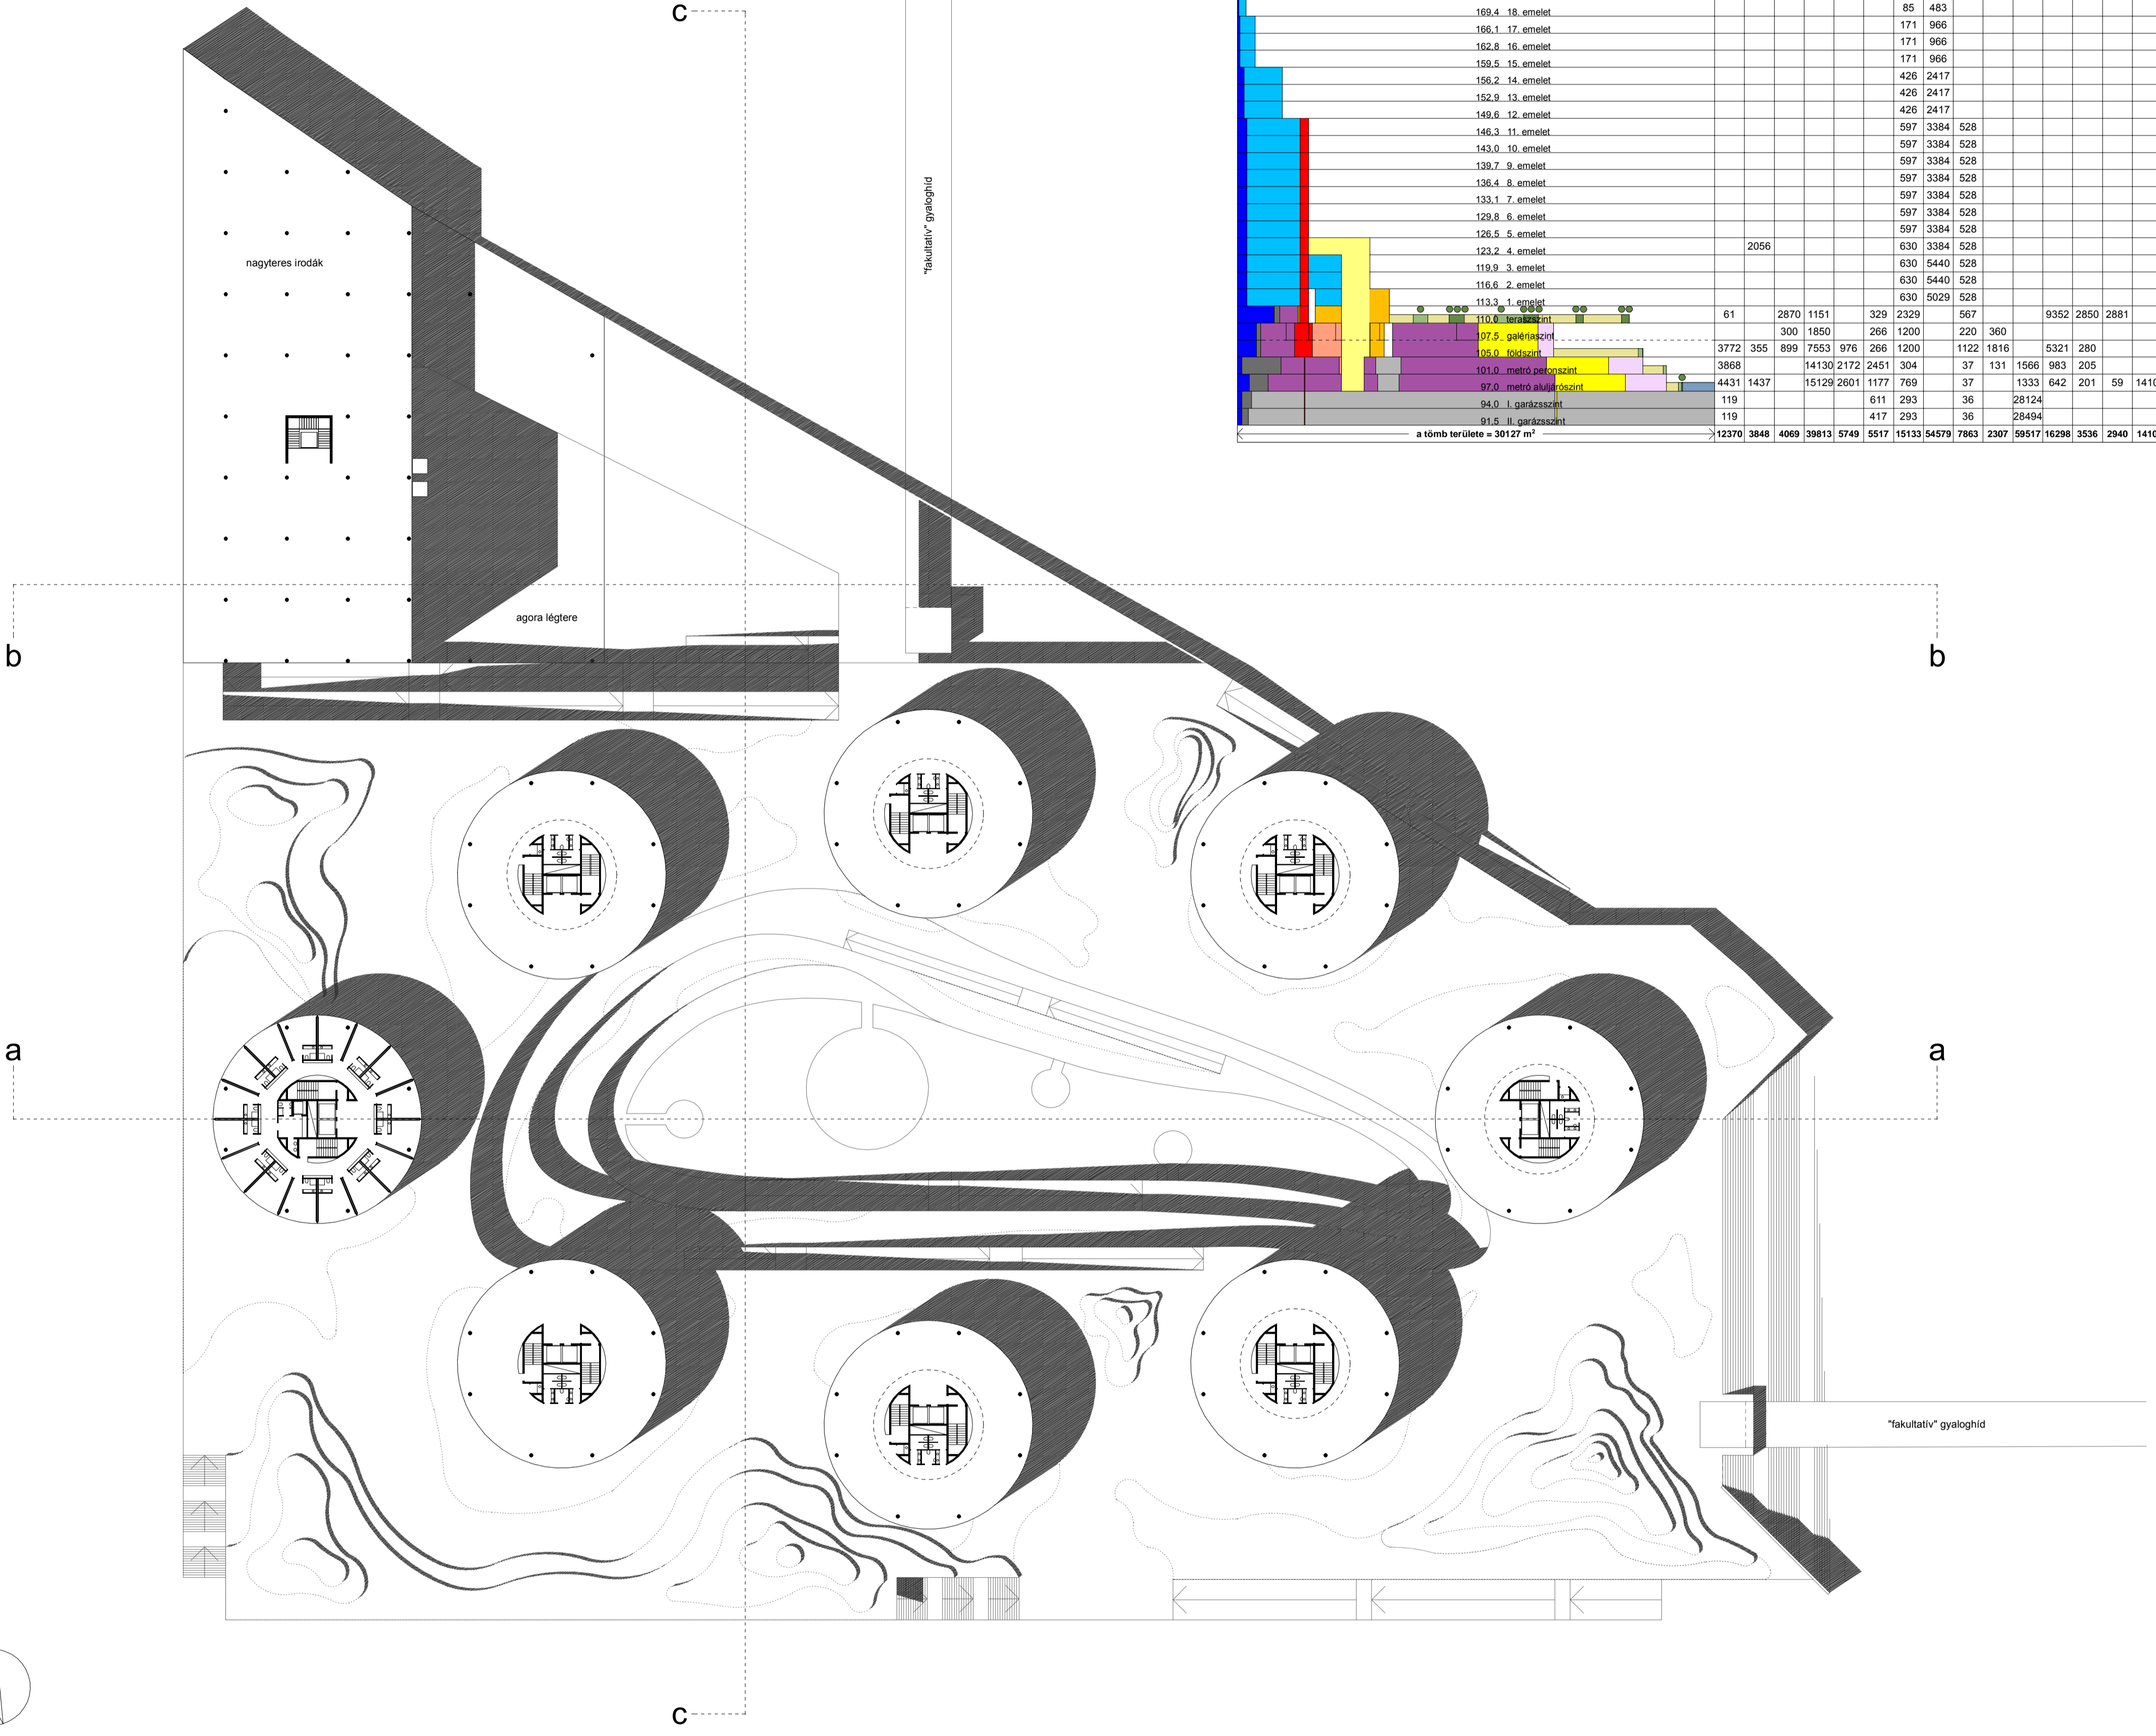 c
169,4 18. emelet 85 483
166,1 17. emelet 171 966
162,8 16. emelet 171 966
159,5 15. emelet 171 966
156,2 14. emelet 426 2417
152,9 13. emelet 426 2417
149,6 12. emelet 426 2417
146,3 11. emelet 597 3384 528
143,0 10. emelet 597 3384 528
139,7 9. emelet 597 3384 528
136,4 8. emelet 597 3384 528
133,1 7. emelet 597 3384 528
129,8 6. emelet 597 3384 528
126,5 5. emelet 597 3384 528
123,2 4. emelet 2056 630 3384 528
119,9 3. emelet 630 5440 528
116,6 2. emelet 630 5440 528
113,3 1. emelet 630 5029 528
110,0 teraszszint 61 2870 1151 329 2329 567 9352 2850 2881
107,5 galériaszint 300 1850 266 1200 220 360
105,0 földszint 3772 355 899 7553 976 266 1200 1122 1816 5321 280
101,0 metró peronszint 3868 14130 2172 2451 304 37 131 1566 983 205
97,0 metró aluljárószint 4431 1437 15129 2601 1177 769 37 1333 642 201 59 1410
94,0 I. garázsszint 119 611 293 36 28124
91,5 II. garázsszint 119 417 293 36 28494
a tömb területe = 30127 m² 12370 3848 4069 39813 5749 5517 15133 54579 7863 2307 59517 16298 3536 2940 1410
"fakultatív" gyaloghíd
nagyteres irodák
agora légtere
b b
a a
"fakultatív" gyaloghíd
c